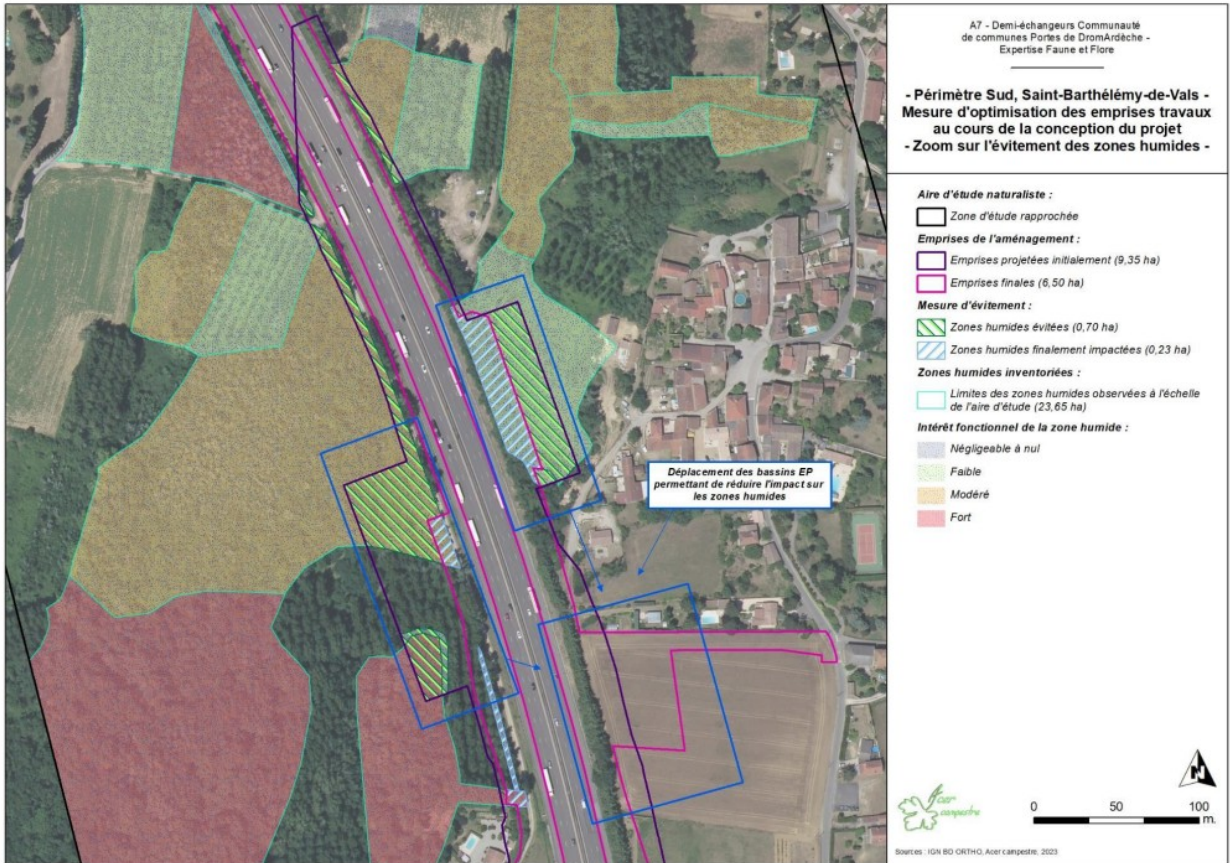 A7 - Demi-échangeurs Communauté
de communes Portes de DromArdèche -
Expertise Faune et Flore
- Périmètre Sud, Saint-Barthélémy-de-Vals -
Mesure d'optimisation des emprises travaux
au cours de la conception du projet
- Zoom sur l'évitement des zones humides -
Aire d'étude naturaliste :
Zone d'étude rapprochée
Emprises de l'aménagement :
Emprises projetées initialement (9,35 ha)
Emprises finales (6,50 ha)
Mesure d'évitement :
Zones humides évitées (0,70 ha)
Zones humides finalement impactées (0,23 ha)
Zones humides inventoriées :
Limites des zones humides observées à l'échelle
de l'aire d'étude (23,65 ha)
Intérêt fonctionnel de la zone humide :
Négligeable à nul
Faible
Modéré
Fort
Déplacement des bassins EP
permettant de réduire l'impact sur
les zones humides
N
Acer
campestre
0 50 100
m.
Sources : IGN BD ORTHO, Acer campestre, 2023